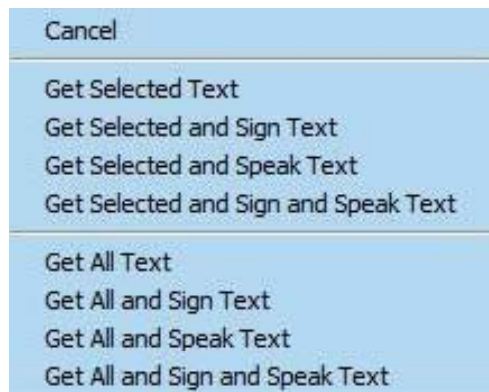 Cancel
Get Selected Text
Get Selected and Sign Text
Get Selected and Speak Text
Get Selected and Sign and Speak Text
Get All Text
Get All and Sign Text
Get All and Speak Text
Get All and Sign and Speak Text